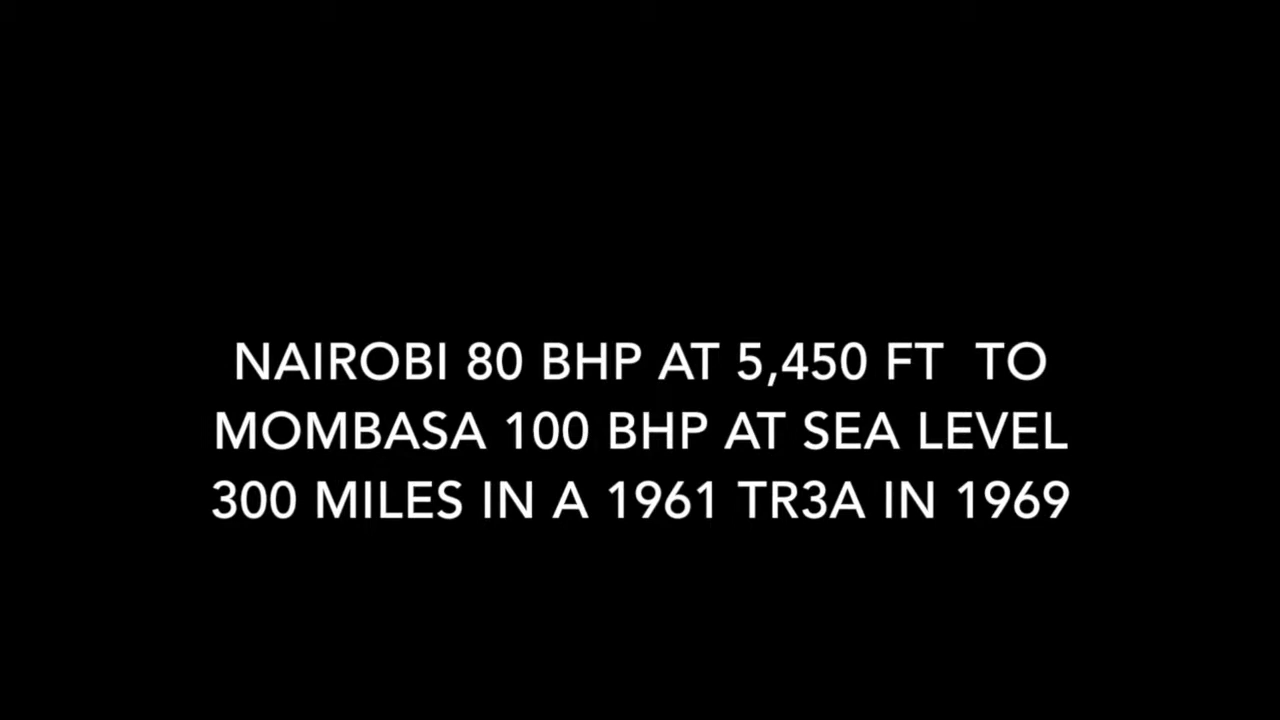 NAIROBI 80 BHP AT 5,450 FT  TO
MOMBASA 100 BHP AT SEA LEVEL
300 MILES IN A 1961 TR3A IN 1969